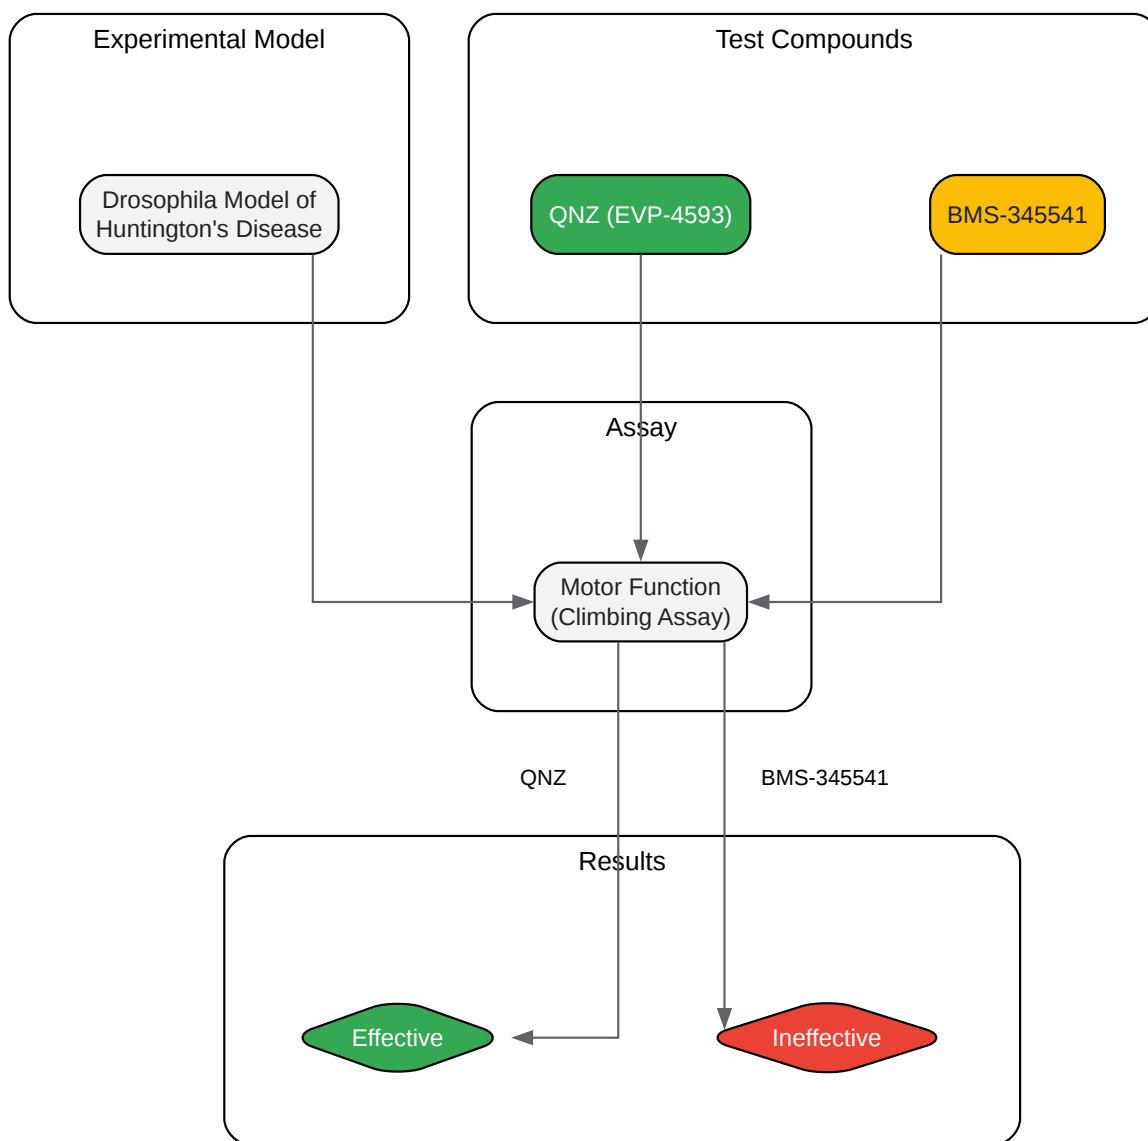 Experimental Model
Test Compounds
Drosophila Model of
Huntington's Disease
QNZ (EVP-4593)
BMS-345541
Assay
Motor Function
(Climbing Assay)
QNZ
BMS-345541
Results
Effective
Ineffective